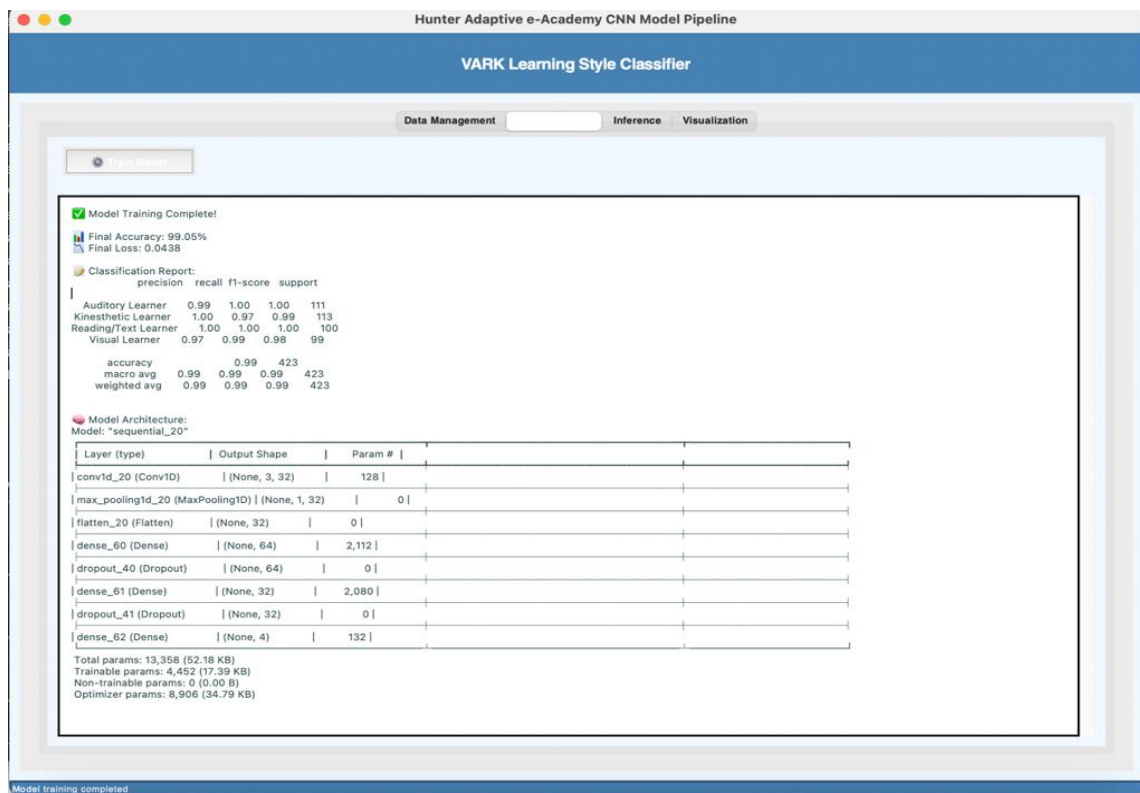 Hunter Adaptive e-Academy CNN Model Pipeline
VARK Learning Style Classifier
Data Management Inference Visualization
Train Model
Model Training Complete!
Final Accuracy: 99.05%
Final Loss: 0.0438
Classification Report:
precision recall f1-score support
Auditory Learner 0.99 1.00 1.00 111
Kinesthetic Learner 1.00 0.97 0.99 113
Reading/Text Learner 1.00 1.00 1.00 100
Visual Learner 0.97 0.99 0.98 99
accuracy 0.99 423
macro avg 0.99 0.99 0.99 423
weighted avg 0.99 0.99 0.99 423
Model Architecture:
Model: "sequential_20"
| Layer (type) | Output Shape | Param # |
| conv1d_20 (Conv1D) | (None, 3, 32) | 128 |
| max_pooling1d_20 (MaxPooling1D) | (None, 1, 32) | 0 |
| flatten_20 (Flatten) | (None, 32) | 0 |
| dense_60 (Dense) | (None, 64) | 2,112 |
| dropout_40 (Dropout) | (None, 64) | 0 |
| dense_61 (Dense) | (None, 32) | 2,080 |
| dropout_41 (Dropout) | (None, 32) | 0 |
| dense_62 (Dense) | (None, 4) | 132 |
Total params: 13,358 (52.18 KB)
Trainable params: 4,452 (17.39 KB)
Non-trainable params: 0 (0.00 B)
Optimizer params: 8,906 (34.79 KB)
Model training completed